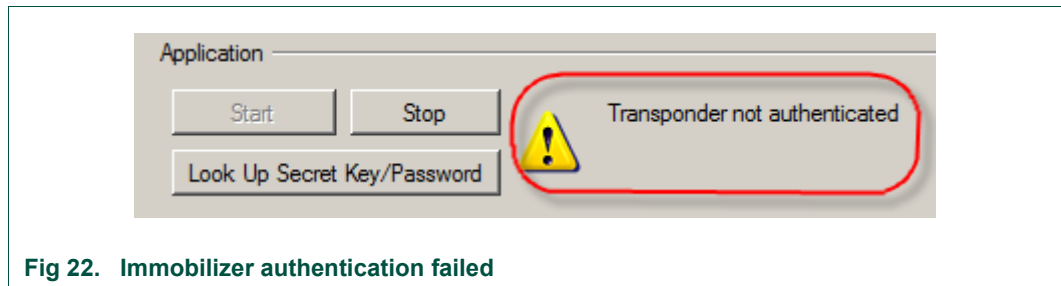 Application
Start
Stop
Transponder not authenticated
Look Up Secret Key/Password
Fig 22. Immobilizer authentication failed